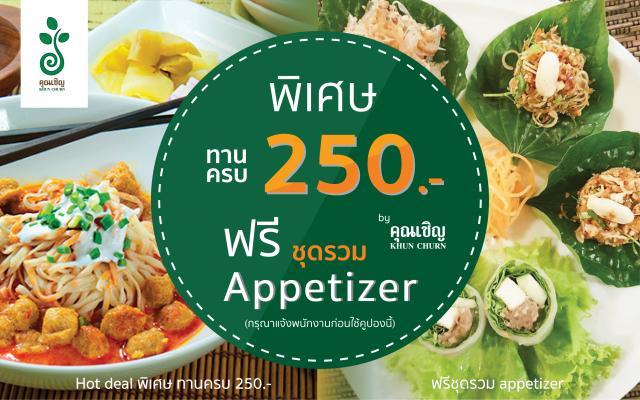 คุณเชิญ
KHUN CHURN
พิเศษ
ทาน
ครบ 250.-
by
คุณเชิญ
KHUN CHURN
ฟรี ชุดรวม
Appetizer
(กรุณาแจ้งพนักงานก่อนใช้คูปองนี้)
Hot deal พิเศษ ทานครบ 250.-
ฟรีชุดรวม appetizer